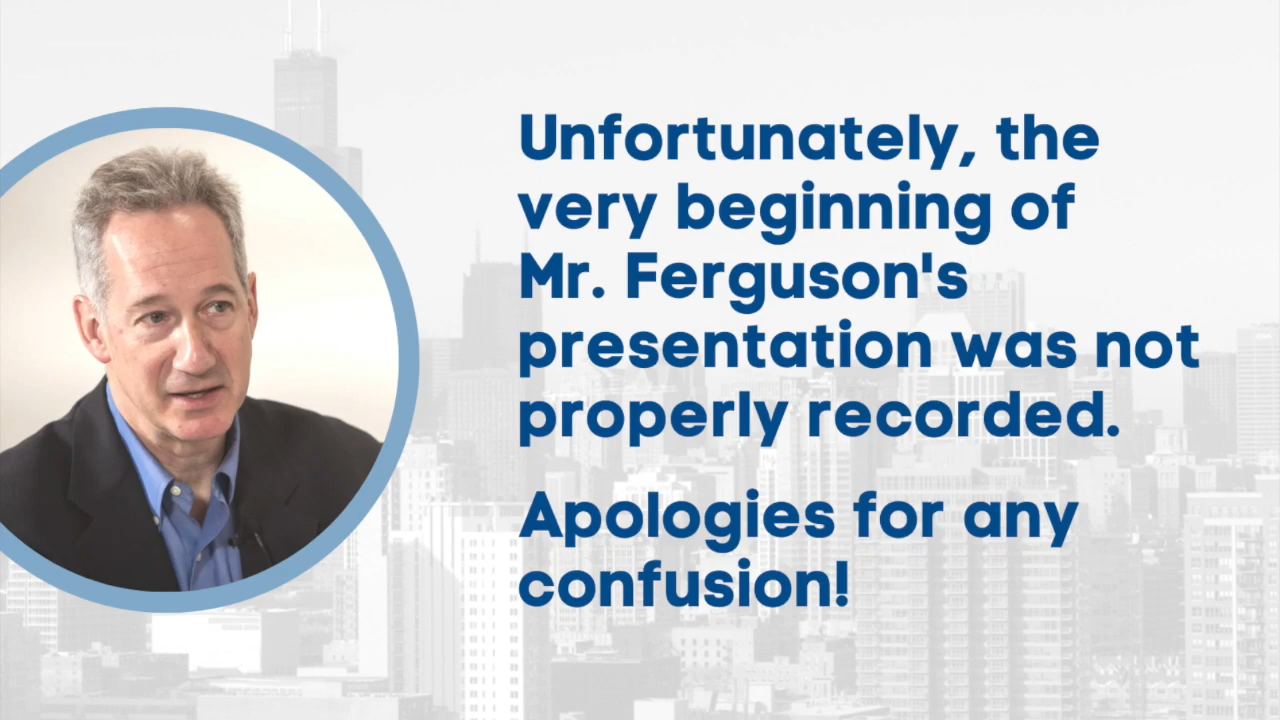 Unfortunately, the
very beginning of
Mr. Ferguson's
presentation was not
properly recorded.
Apologies for any
confusion!